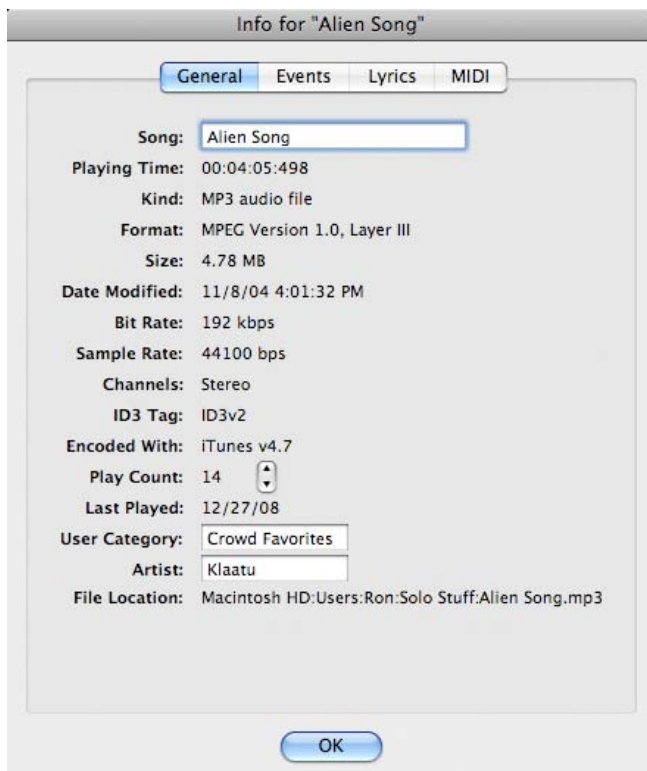 Info for "Alien Song"
General Events Lyrics MIDI
Song: Alien Song
Playing Time: 00:04:05:498
Kind: MP3 audio file
Format: MPEG Version 1.0, Layer III
Size: 4.78 MB
Date Modified: 11/8/04 4:01:32 PM
Bit Rate: 192 kbps
Sample Rate: 44100 bps
Channels: Stereo
ID3 Tag: ID3v2
Encoded With: iTunes v4.7
Play Count: 14
Last Played: 12/27/08
User Category: Crowd Favorites
Artist: Klaatu
File Location: Macintosh HD:Users:Ron:Solo Stuff:Alien Song.mp3
OK